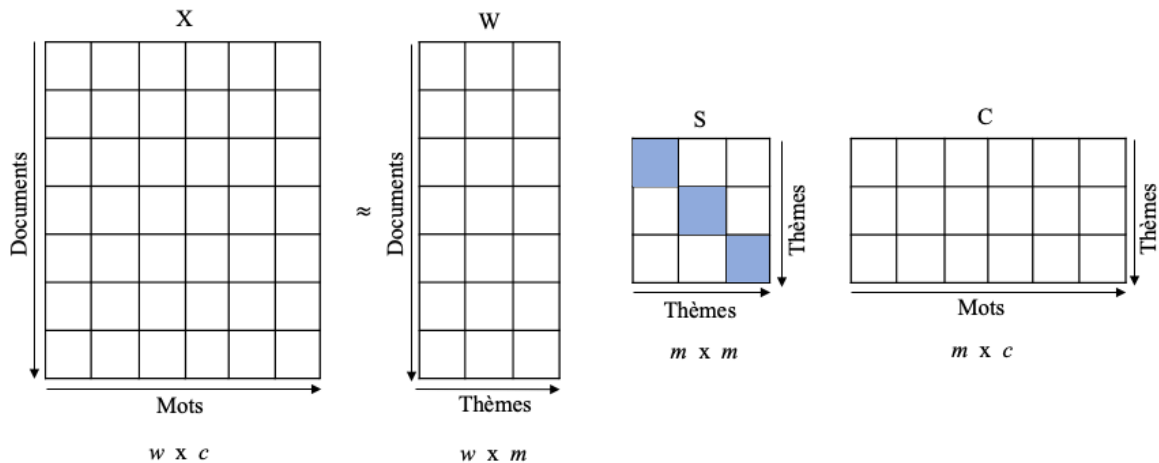 X
Documents
Mots
w x c
≈
W
Documents
Thèmes
w x m
S
Thèmes
Thèmes
m x m
C
Thèmes
Mots
m x c